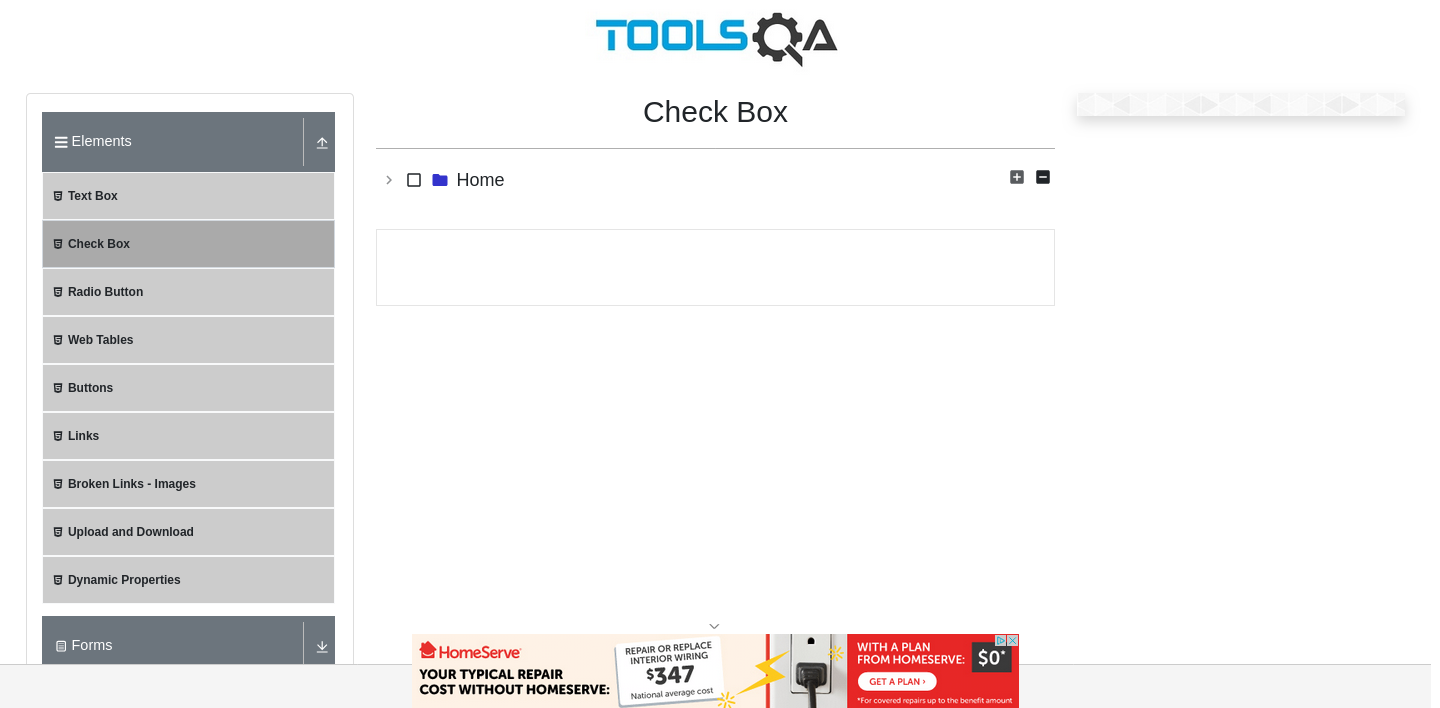 TOOLSQA
Elements
Text Box
Check Box
Radio Button
Web Tables
Buttons
Links
Broken Links - Images
Upload and Download
Dynamic Properties
Forms
Check Box
Home
HomeServe
YOUR TYPICAL REPAIR
COST WITHOUT HOMESERVE:
REPAIR OR REPLACE
INTERIOR WIRING
$347
National average cost
WITH A PLAN
FROM HOMESERVE:
$0*
GET A PLAN ›
*For covered repairs up to the benefit amount